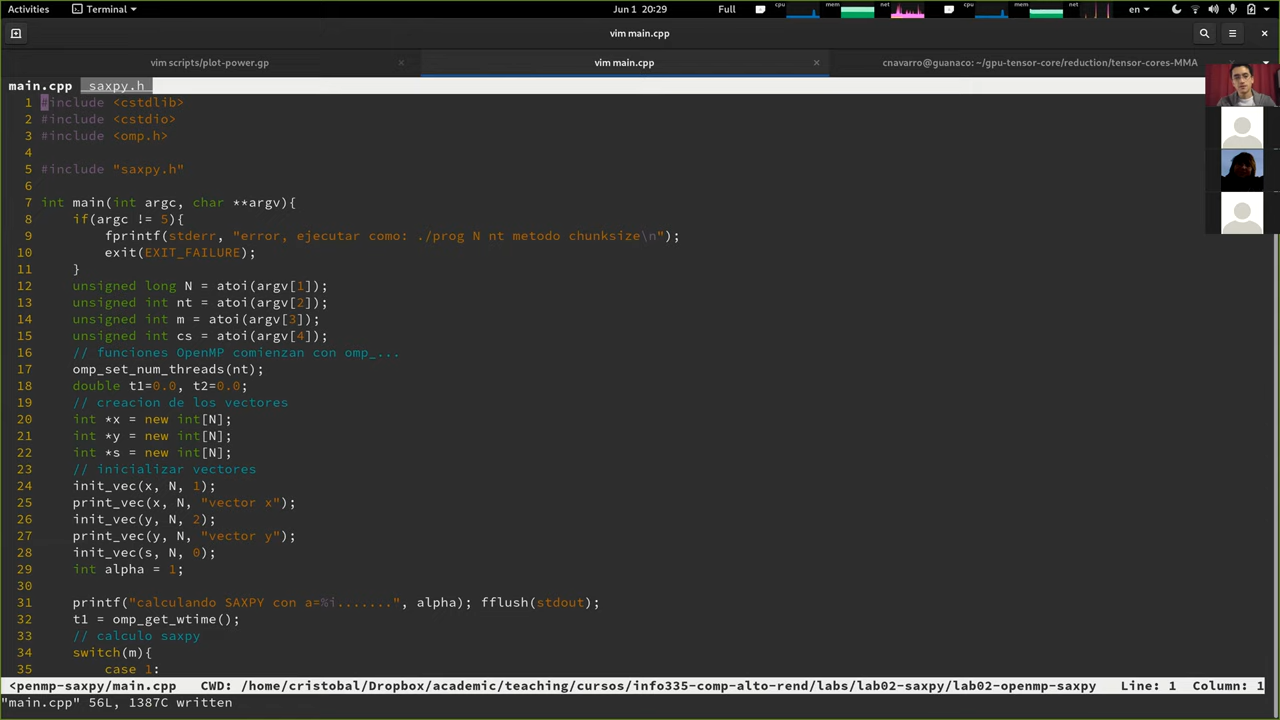 Activities Terminal Jun 1 20:29 Full cpu mem net cpu mem net en
vim main.cpp
vim scripts/plot-power.gp vim main.cpp cnavarro@guanaco: ~/gpu-tensor-core/reduction/tensor-cores-MMA
main.cpp saxpy.h
1 #include <cstdlib>
2 #include <cstdio>
3 #include <omp.h>
4
5 #include "saxpy.h"
6
7 int main(int argc, char **argv){
8     if(argc != 5){
9         fprintf(stderr, "error, ejecutar como: ./prog N nt metodo chunksize\n");
10         exit(EXIT_FAILURE);
11     }
12     unsigned long N = atoi(argv[1]);
13     unsigned int nt = atoi(argv[2]);
14     unsigned int m = atoi(argv[3]);
15     unsigned int cs = atoi(argv[4]);
16     // funciones OpenMP comienzan con omp_...
17     omp_set_num_threads(nt);
18     double t1=0.0, t2=0.0;
19     // creacion de los vectores
20     int *x = new int[N];
21     int *y = new int[N];
22     int *s = new int[N];
23     // inicializar vectores
24     init_vec(x, N, 1);
25     print_vec(x, N, "vector x");
26     init_vec(y, N, 2);
27     print_vec(y, N, "vector y");
28     init_vec(s, N, 0);
29     int alpha = 1;
30
31     printf("calculando SAXPY con a=%i.......", alpha); fflush(stdout);
32     t1 = omp_get_wtime();
33     // calculo saxpy
34     switch(m){
35         case 1:
<penmp-saxpy/main.cpp CWD: /home/cristobal/Dropbox/academic/teaching/cursos/info335-comp-alto-rend/labs/lab02-saxpy/lab02-openmp-saxpy Line: 1 Column: 1
"main.cpp" 56L, 1387C written